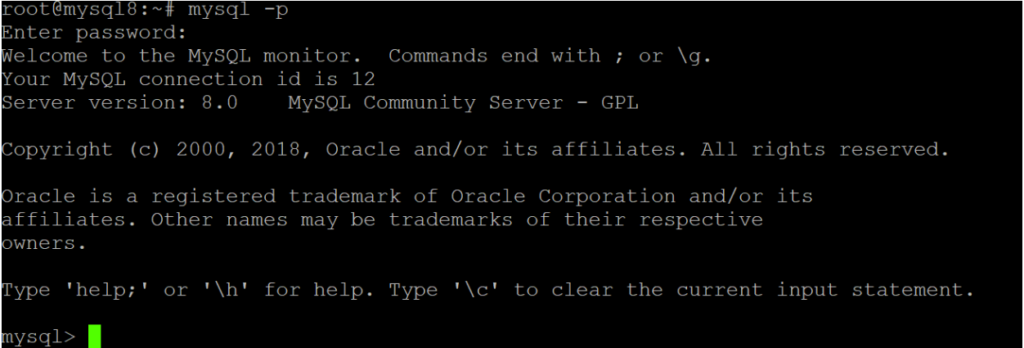 root@mysql8:~# mysql -p
Enter password:
Welcome to the MySQL monitor.  Commands end with ; or \g.
Your MySQL connection id is 12
Server version: 8.0    MySQL Community Server - GPL
Copyright (c) 2000, 2018, Oracle and/or its affiliates. All rights reserved.
Oracle is a registered trademark of Oracle Corporation and/or its
affiliates. Other names may be trademarks of their respective
owners.
Type 'help;' or '\h' for help. Type '\c' to clear the current input statement.
mysql>